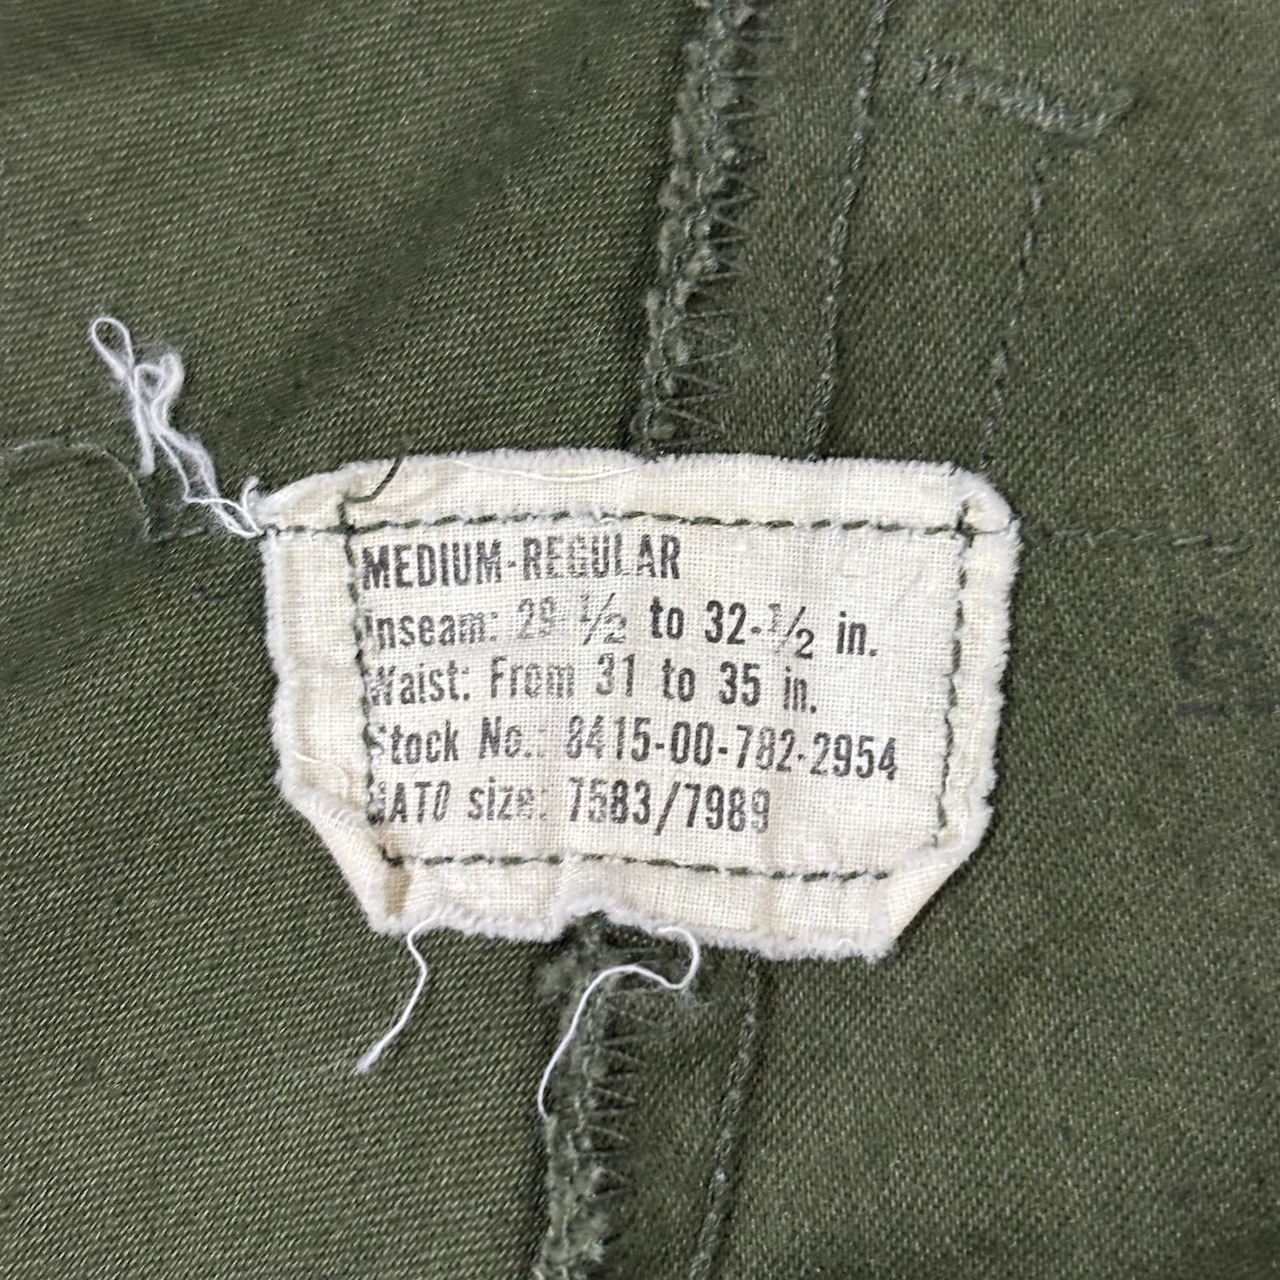 MEDIUM-REGULAR
Inseam: 29-1/2 to 32-1/2 in.
Waist: From 31 to 35 in.
Stock No.: 8415-00-782-2954
NATO size: 7583/7989